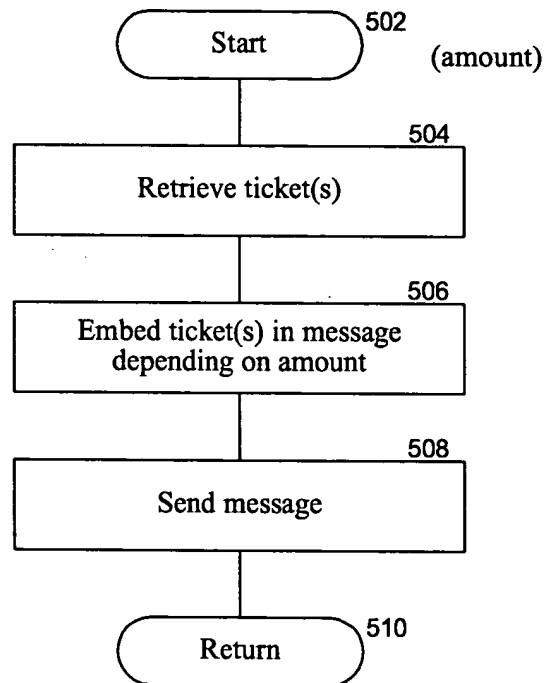 502
Start
(amount)
504
Retrieve ticket(s)
506
Embed ticket(s) in message
depending on amount
508
Send message
510
Return